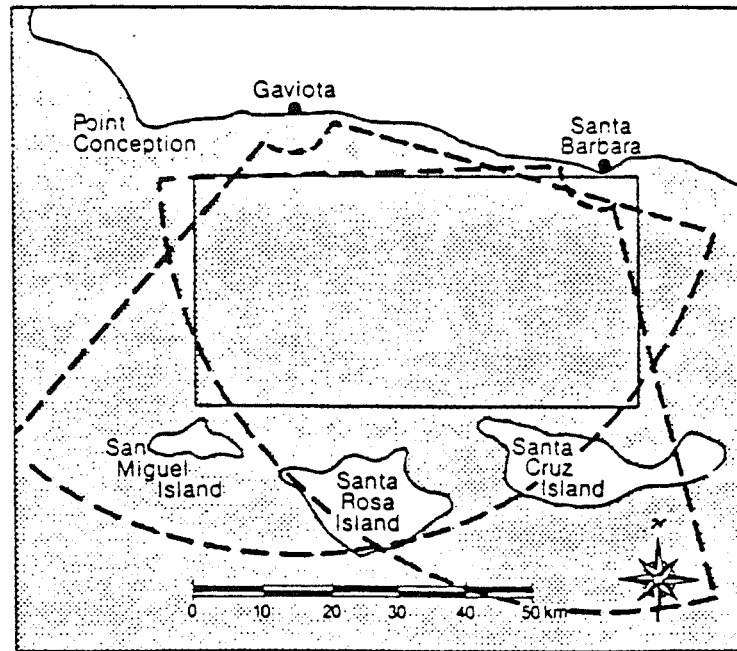 Gaviota
Point
Conception
Santa
Barbara
San
Miguel
Island
Santa
Rosa
Island
Santa
Cruz
Island
0 10 20 30 40 50 km